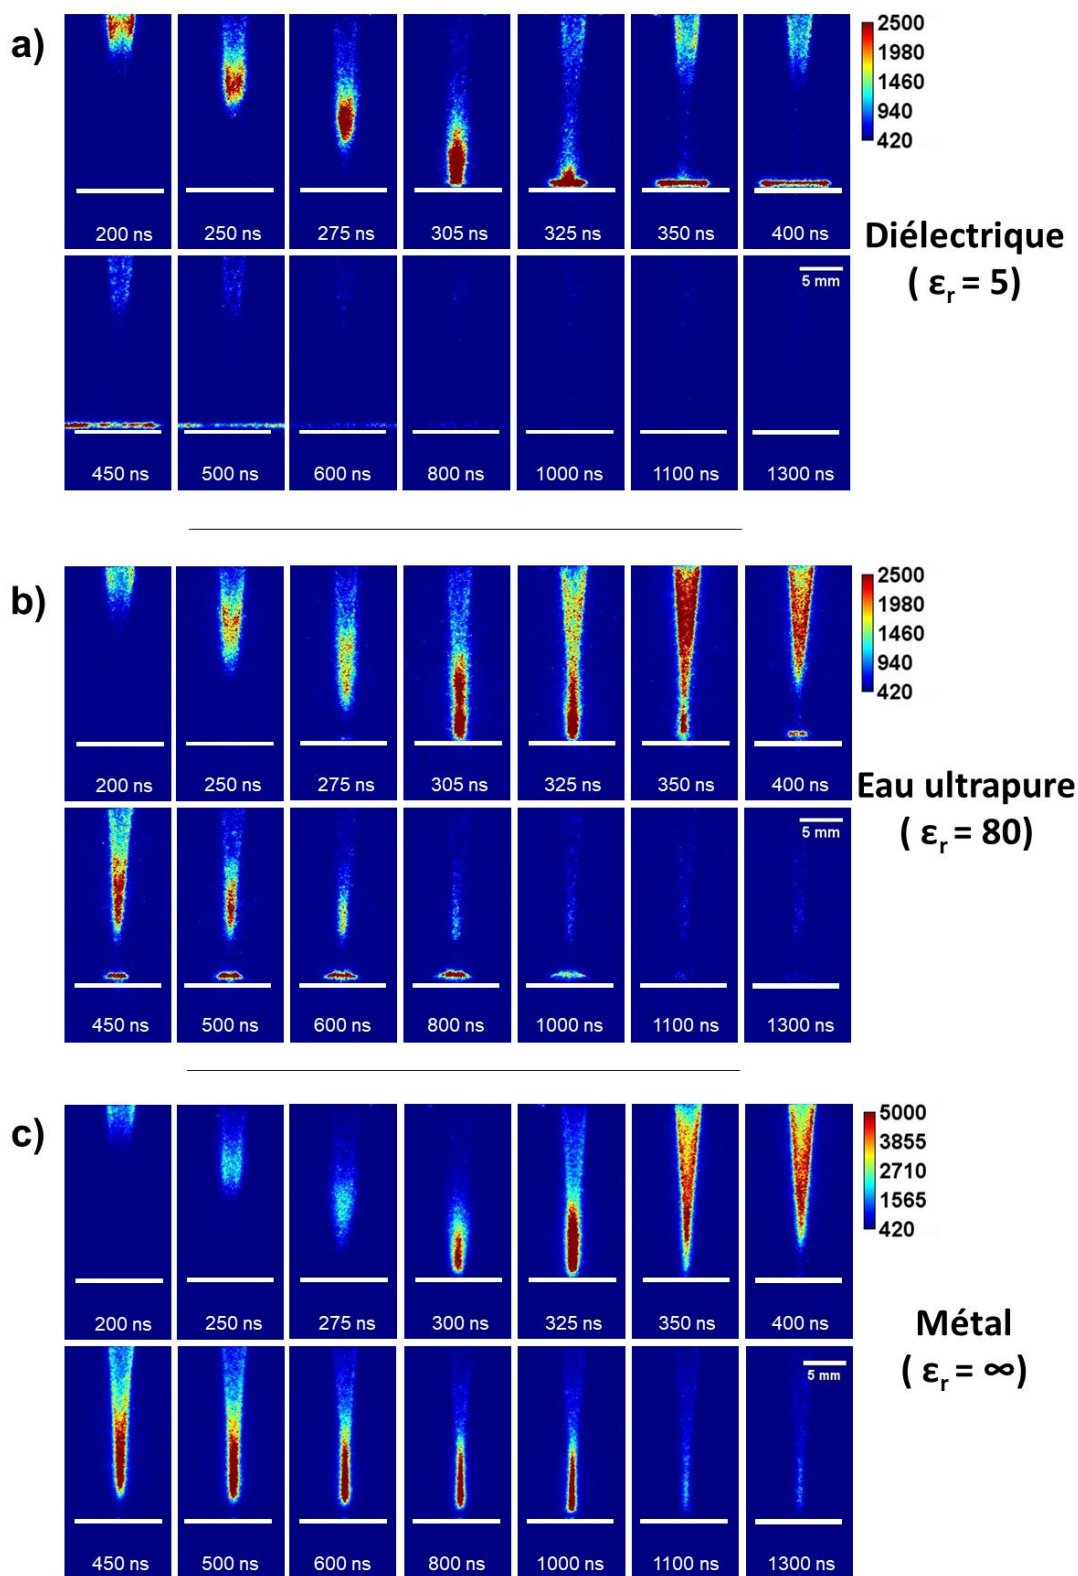 a)
2500
1980
1460
940
420
200 ns 250 ns 275 ns 305 ns 325 ns 350 ns 400 ns
Diélectrique
( εr = 5)
5 mm
450 ns 500 ns 600 ns 800 ns 1000 ns 1100 ns 1300 ns
b)
2500
1980
1460
940
420
200 ns 250 ns 275 ns 305 ns 325 ns 350 ns 400 ns
Eau ultrapure
( εr = 80)
5 mm
450 ns 500 ns 600 ns 800 ns 1000 ns 1100 ns 1300 ns
c)
5000
3855
2710
1565
420
200 ns 250 ns 275 ns 300 ns 325 ns 350 ns 400 ns
Métal
( εr = ∞)
5 mm
450 ns 500 ns 600 ns 800 ns 1000 ns 1100 ns 1300 ns